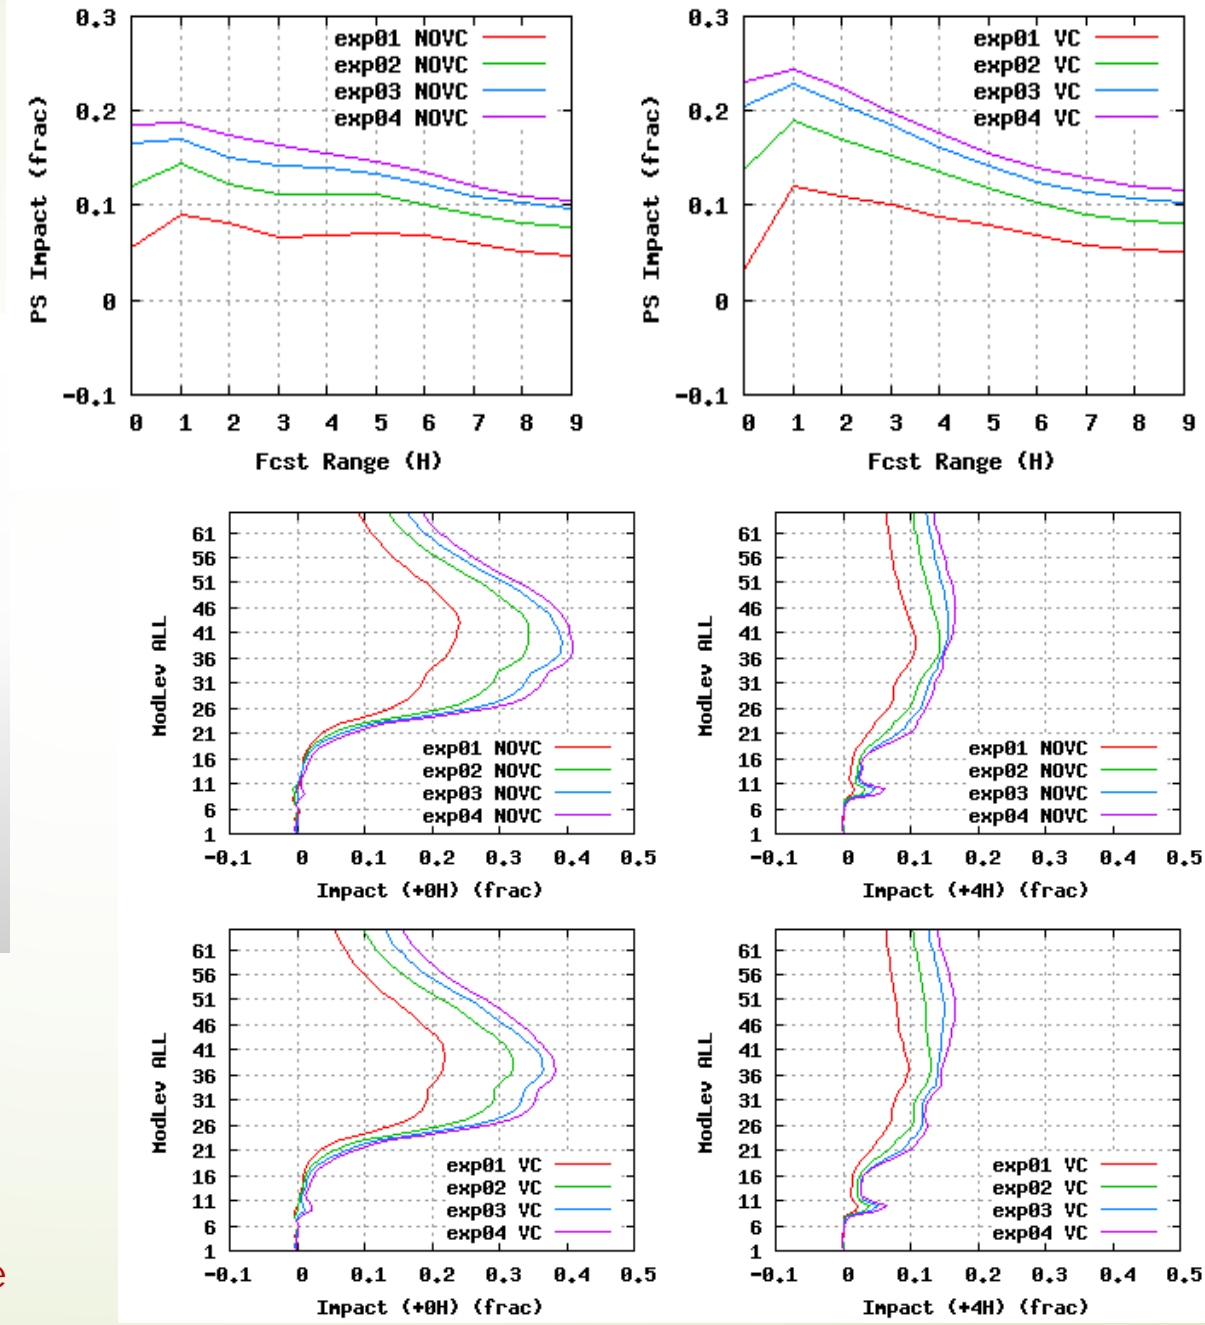 0.3
0.2
0.1
0
-0.1
PS Impact (frac)
exp01 NOVC
exp02 NOVC
exp03 NOVC
exp04 NOVC
0 1 2 3 4 5 6 7 8 9
Fcst Range (H)
0.3
0.2
0.1
0
-0.1
PS Impact (frac)
exp01 VC
exp02 VC
exp03 VC
exp04 VC
0 1 2 3 4 5 6 7 8 9
Fcst Range (H)
61
56
51
46
41
36
31
26
21
16
11
6
1
ModLev ALL
exp01 NOVC
exp02 NOVC
exp03 NOVC
exp04 NOVC
-0.1 0 0.1 0.2 0.3 0.4 0.5
Impact (+0H) (frac)
61
56
51
46
41
36
31
26
21
16
11
6
1
ModLev ALL
exp01 NOVC
exp02 NOVC
exp03 NOVC
exp04 NOVC
-0.1 0 0.1 0.2 0.3 0.4 0.5
Impact (+4H) (frac)
61
56
51
46
41
36
31
26
21
16
11
6
1
ModLev ALL
exp01 VC
exp02 VC
exp03 VC
exp04 VC
-0.1 0 0.1 0.2 0.3 0.4 0.5
Impact (+0H) (frac)
61
56
51
46
41
36
31
26
21
16
11
6
1
ModLev ALL
exp01 VC
exp02 VC
exp03 VC
exp04 VC
-0.1 0 0.1 0.2 0.3 0.4 0.5
Impact (+4H) (frac)